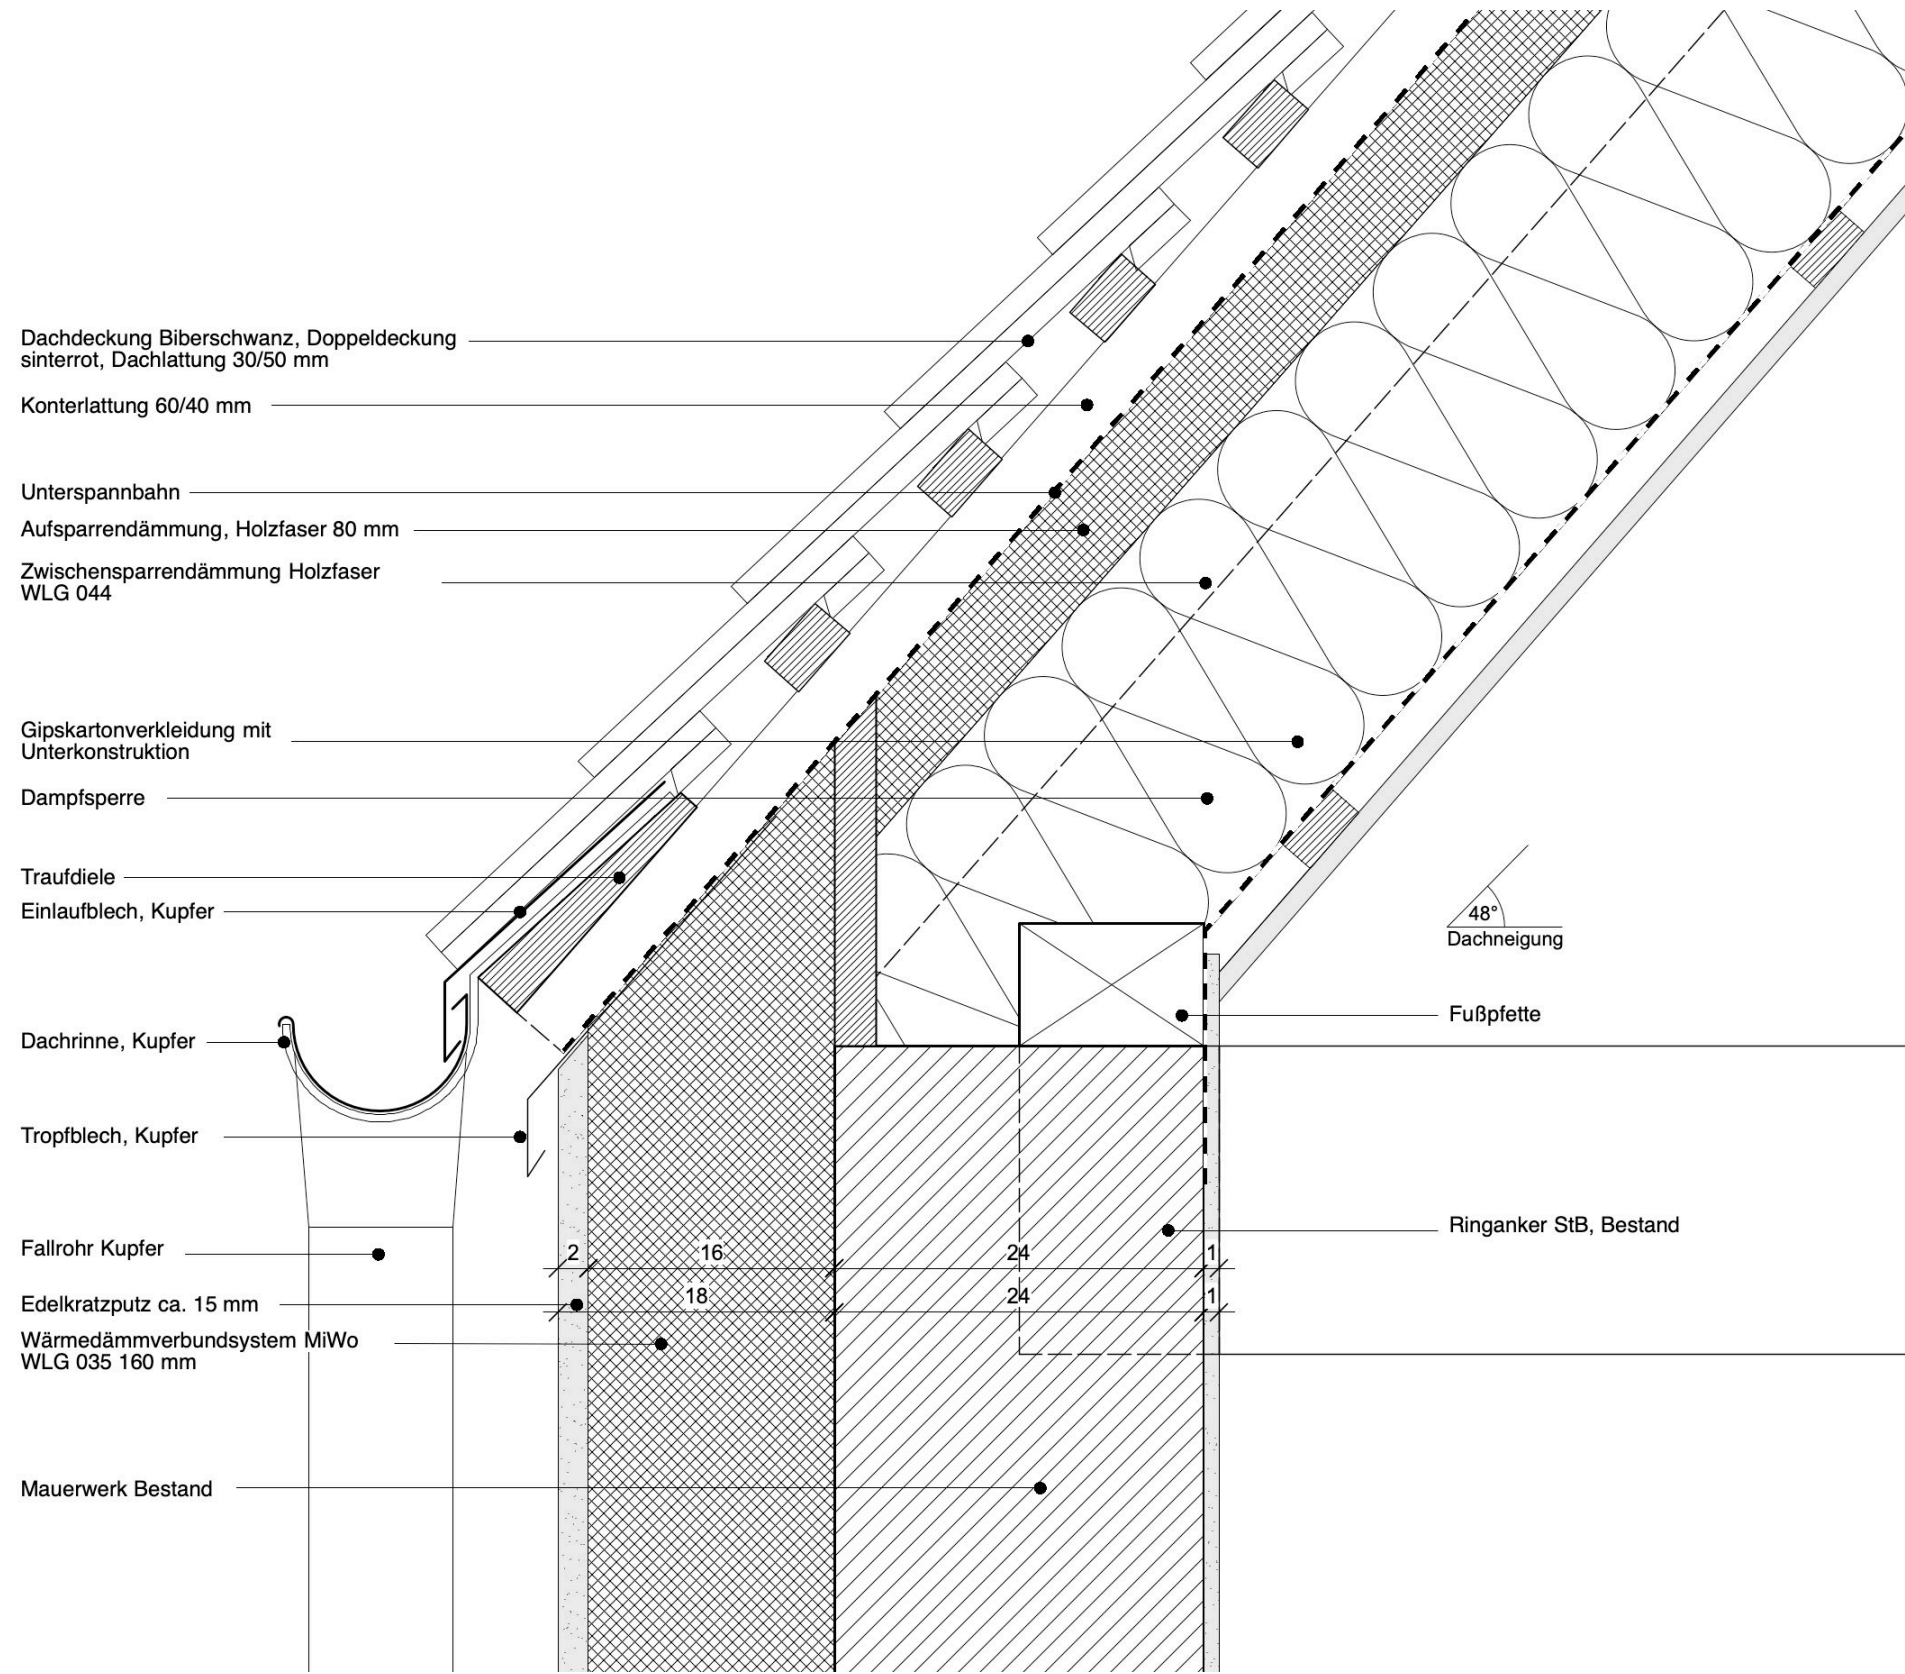 Dachdeckung Biberschwanz, Doppeldeckung
sinterrot, Dachlattung 30/50 mm
Konterlattung 60/40 mm
Unterspannbahn
Aufsparrendämmung, Holzfaser 80 mm
Zwischensparrendämmung Holzfaser
WLG 044
Gipskartonverkleidung mit
Unterkonstruktion
Dampfsperre
Traufdiele
Einlaufblech, Kupfer
48°
Dachneigung
Fußpfette
Dachrinne, Kupfer
Tropfblech, Kupfer
Ringanker StB, Bestand
Fallrohr Kupfer
2 16 24 1
18 24 1
Edelkratzputz ca. 15 mm
Wärmedämmverbundsystem MiWo
WLG 035 160 mm
Mauerwerk Bestand